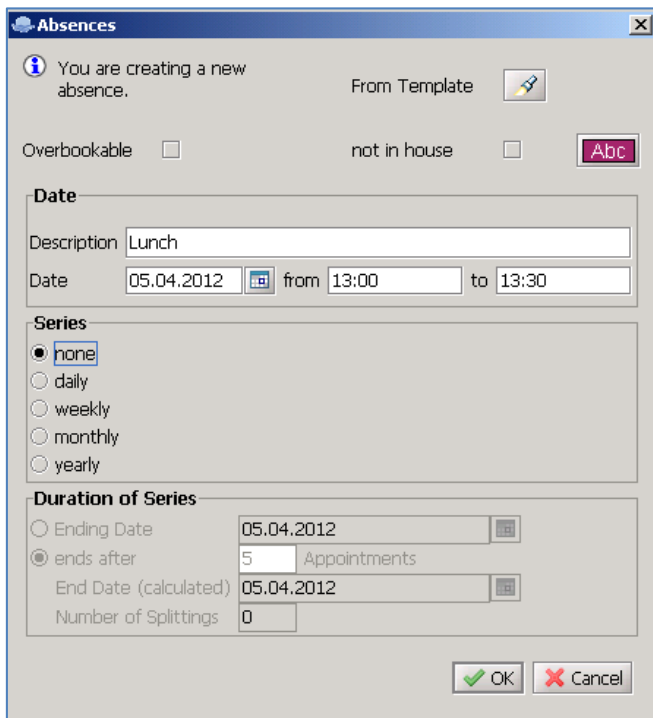 Absences
You are creating a new
absence.
From Template
Overbookable not in house Abc
Date
Description Lunch
Date 05.04.2012 from 13:00 to 13:30
Series
none
daily
weekly
monthly
yearly
Duration of Series
Ending Date 05.04.2012
ends after 5 Appointments
End Date (calculated) 05.04.2012
Number of Splittings 0
OK Cancel